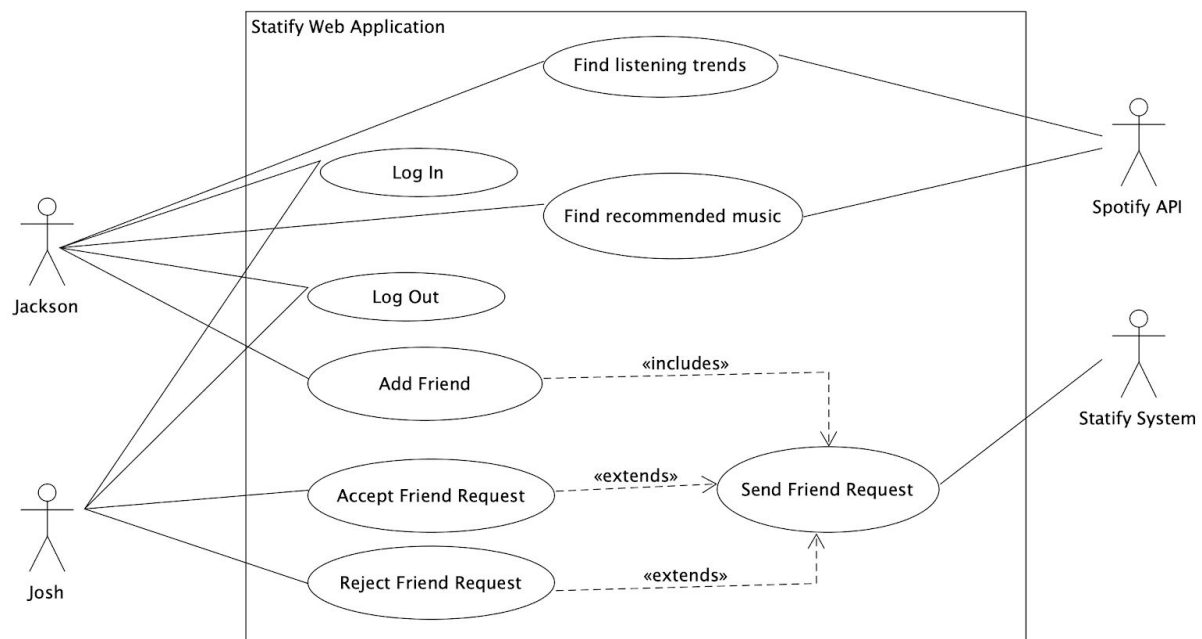 Statify Web Application
Find listening trends
Log In
Find recommended music
Spotify API
Jackson
Log Out
Add Friend
«includes»
Statify System
Accept Friend Request
«extends»
Send Friend Request
Reject Friend Request
«extends»
Josh